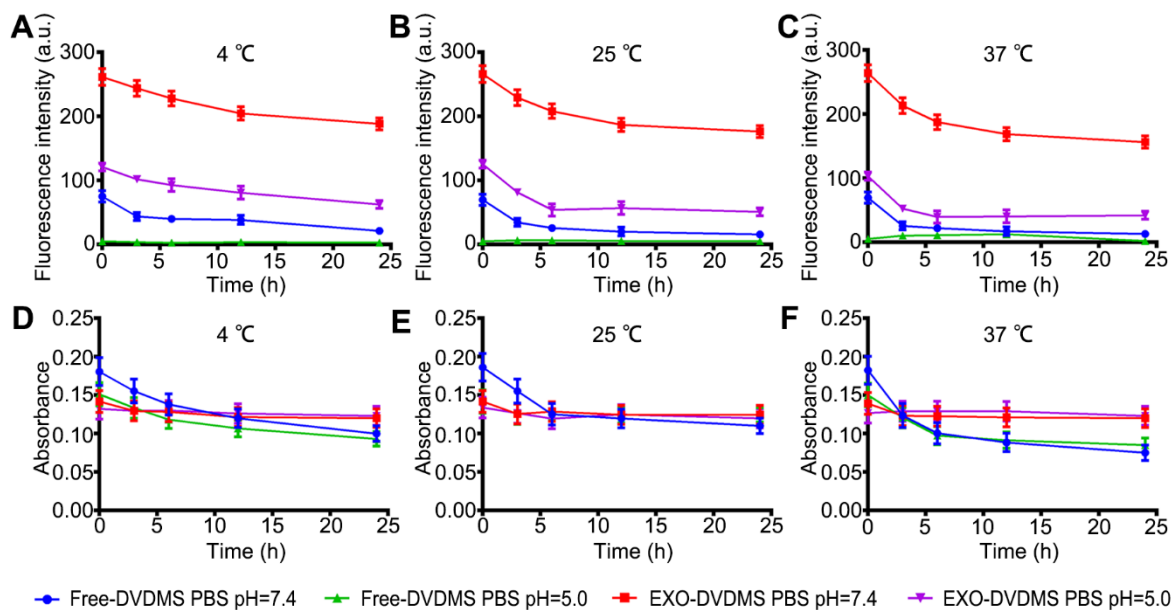 A
4 ℃
Fluorescence intensity (a.u.)
300
200
100
0
0 5 10 15 20 25
Time (h)
B
25 ℃
Fluorescence intensity (a.u.)
300
200
100
0
0 5 10 15 20 25
Time (h)
C
37 ℃
Fluorescence intensity (a.u.)
300
200
100
0
0 5 10 15 20 25
Time (h)
D
4 ℃
Absorbance
0.25
0.20
0.15
0.10
0.05
0.00
0 5 10 15 20 25
Time (h)
E
25 ℃
Absorbance
0.25
0.20
0.15
0.10
0.05
0.00
0 5 10 15 20 25
Time (h)
F
37 ℃
Absorbance
0.25
0.20
0.15
0.10
0.05
0.00
0 5 10 15 20 25
Time (h)
Free-DVDMS PBS pH=7.4 Free-DVDMS PBS pH=5.0 EXO-DVDMS PBS pH=7.4 EXO-DVDMS PBS pH=5.0